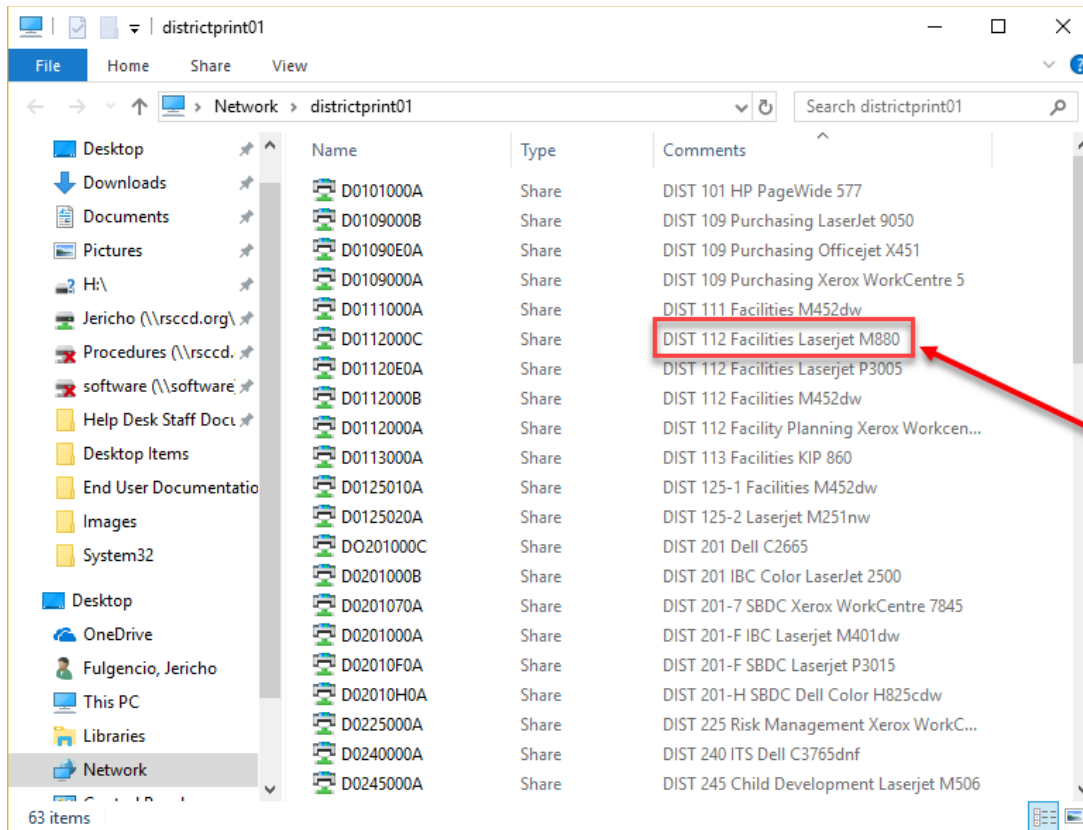 districtprint01
File Home Share View
Network > districtprint01 Search districtprint01
Desktop
Downloads
Documents
Pictures
H:\
Jericho (\\rsccd.org\
Procedures (\\rsccd.
software (\\software
Help Desk Staff Docu
Desktop Items
End User Documentatio
Images
System32
Desktop
OneDrive
Fulgencio, Jericho
This PC
Libraries
Network
Name Type Comments
D0101000A Share DIST 101 HP PageWide 577
D0109000B Share DIST 109 Purchasing LaserJet 9050
D01090E0A Share DIST 109 Purchasing Officejet X451
D0109000A Share DIST 109 Purchasing Xerox WorkCentre 5
D0111000A Share DIST 111 Facilities M452dw
D0112000C Share DIST 112 Facilities Laserjet M880
D01120E0A Share DIST 112 Facilities Laserjet P3005
D0112000B Share DIST 112 Facilities M452dw
D0112000A Share DIST 112 Facility Planning Xerox Workcen...
D0113000A Share DIST 113 Facilities KIP 860
D0125010A Share DIST 125-1 Facilities M452dw
D0125020A Share DIST 125-2 Laserjet M251nw
DO201000C Share DIST 201 Dell C2665
D0201000B Share DIST 201 IBC Color LaserJet 2500
D0201070A Share DIST 201-7 SBDC Xerox WorkCentre 7845
D0201000A Share DIST 201-F IBC Laserjet M401dw
D02010F0A Share DIST 201-F SBDC Laserjet P3015
D02010H0A Share DIST 201-H SBDC Dell Color H825cdw
D0225000A Share DIST 225 Risk Management Xerox WorkC...
D0240000A Share DIST 240 ITS Dell C3765dnf
D0245000A Share DIST 245 Child Development Laserjet M506
63 items